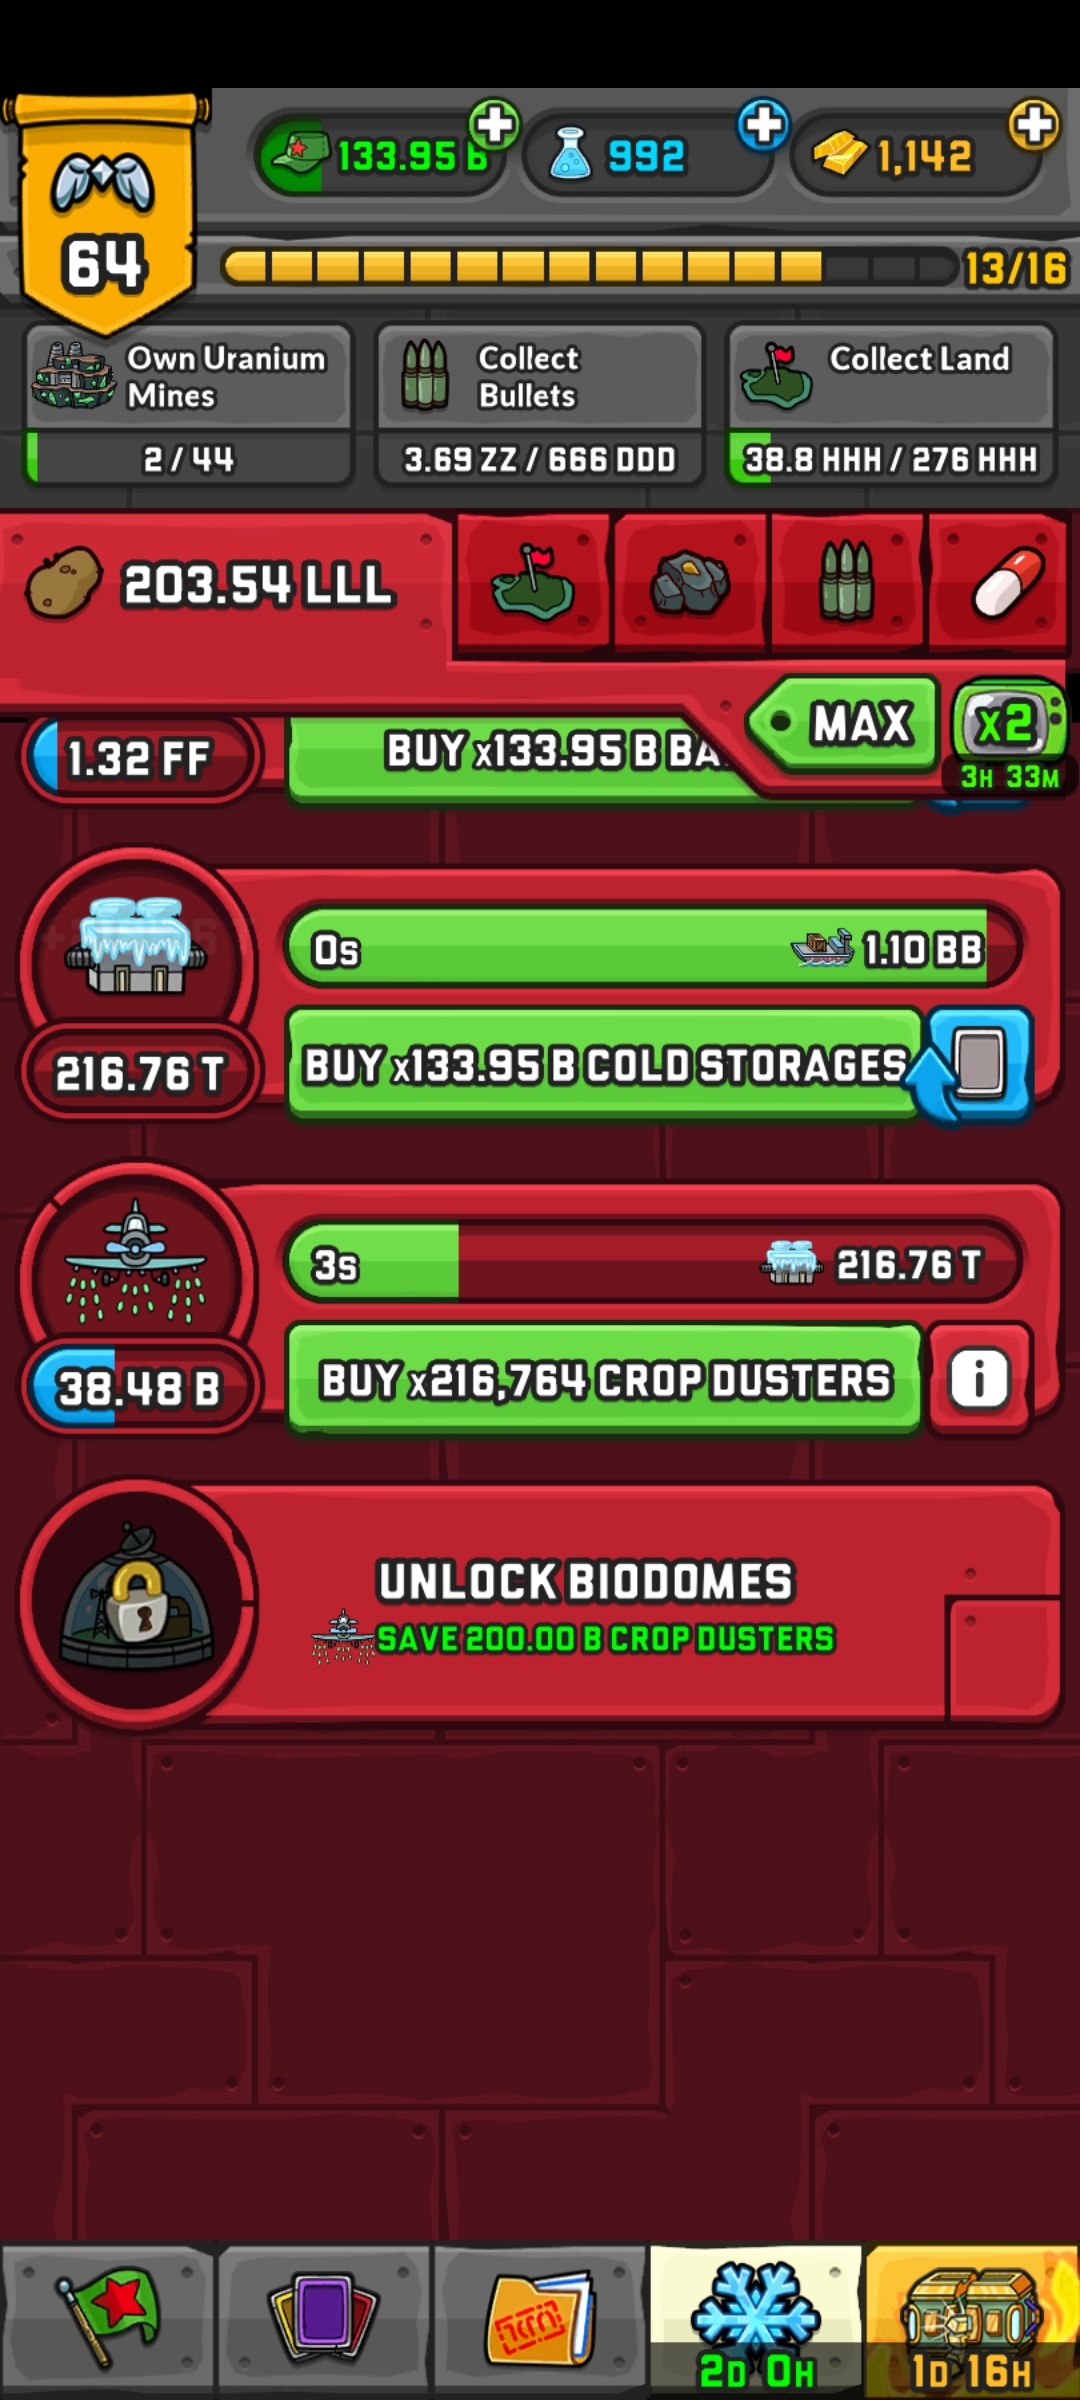 133.95 B
992
1,142
64
13/16
Own Uranium
Mines
2 / 44
Collect
Bullets
3.69 ZZ / 666 DDD
Collect Land
38.8 HHH / 276 HHH
203.54 LLL
MAX
x2
3H 33M
1.32 FF
BUY x133.95 B BA
0s
1.10 BB
216.76 T
BUY x133.95 B COLD STORAGES
3s
216.76 T
38.48 B
BUY x216,764 CROP DUSTERS
i
UNLOCK BIODOMES
SAVE 200.00 B CROP DUSTERS
2D 0H
1D 16H